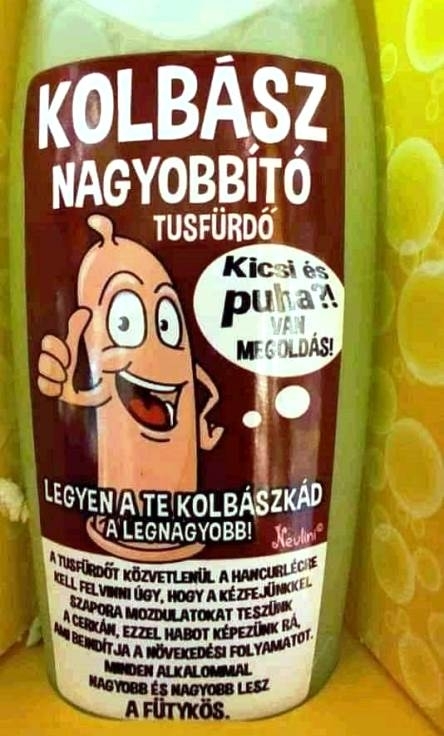 KOLBÁSZ
NAGYOBBÍTÓ
TUSFÜRDŐ
Kicsi és
puha?!
VAN
MEGOLDÁS!
LEGYEN A TE KOLBÁSZKÁD
A LEGNAGYOBB!
Nevlini©
A TUSFÜRDŐT KÖZVETLENÜL A HANCURLÉCRE
KELL FELVINNI ÚGY, HOGY A KÉZFEJÜNKKEL
SZAPORA MOZDULATOKAT TESZÜNK
A CERKÁN, EZZEL HABOT KÉPEZÜNK RÁ,
AMI BEINDÍTJA A NÖVEKEDÉSI FOLYAMATOT.
MINDEN ALKALOMMAL
NAGYOBB ÉS NAGYOBB LESZ
A FÜTYKÖS.